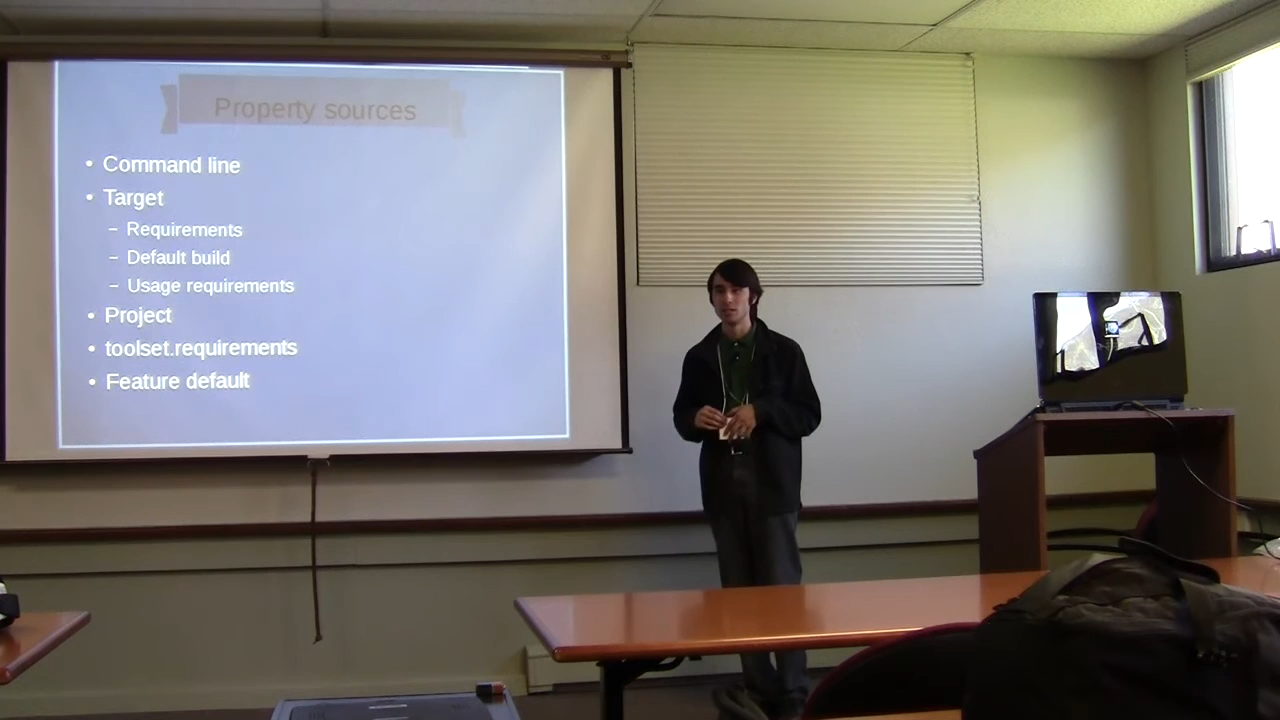 Property sources
• Command line
• Target
– Requirements
– Default build
– Usage requirements
• Project
• toolset.requirements
• Feature default